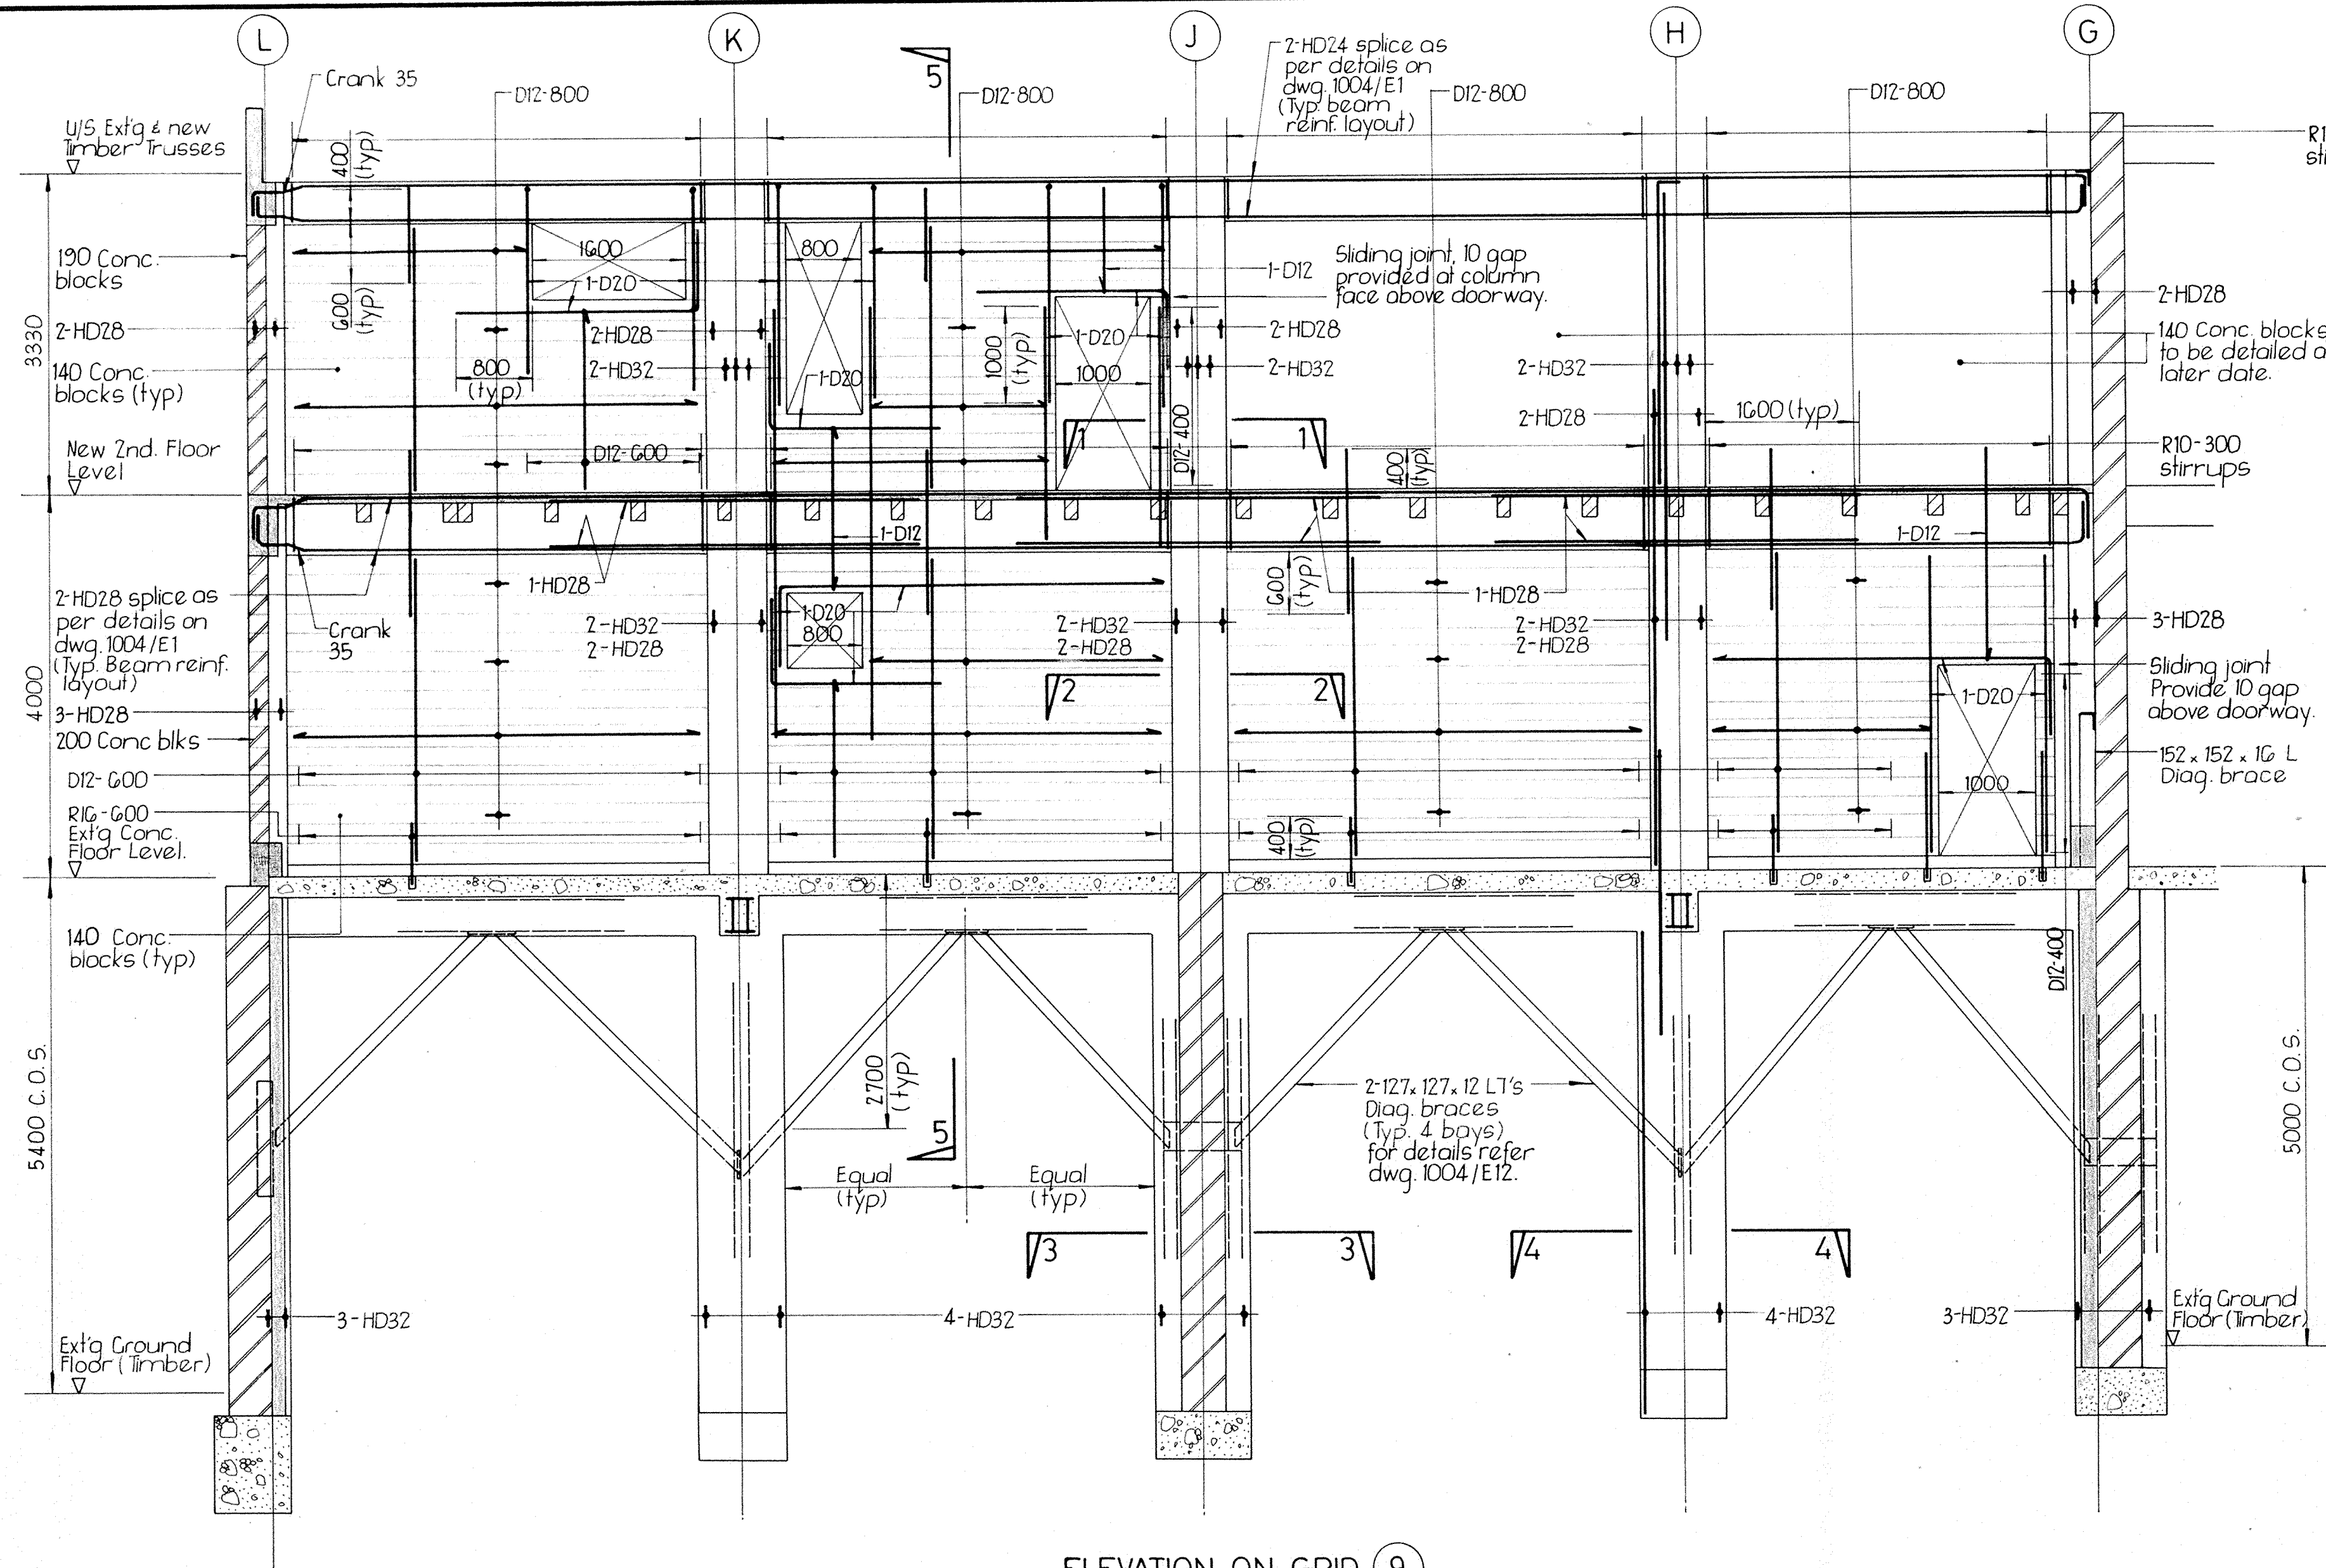 L
K
J
H
G
Crank 35
D12-800
5
D12-800
2-HD24 splice as
per details on
dwg. 1004/E1
(Typ. beam
reinf. layout)
D12-800
D12-800
U/S Ext'g & new
Timber Trusses
400
(typ)
190 Conc.
blocks
1600
1-D20
800
1-D12
Sliding joint, 10 gap
provided at column
face above doorway.
2-HD28
3330
2-HD28
600
(typ)
2-HD28
1000
(typ)
1-D20
2-HD28
140 Conc. blocks
to be detailed a
later date.
140 Conc.
blocks (typ)
800
(typ)
2-HD32
1-D20
1000
2-HD32
2-HD32
2-HD28
1600 (typ)
New 2nd. Floor
Level
D12-600
1
D12-400
1
400
(typ)
R10-300
stirrups
1-D12
1-D12
2-HD28 splice as
per details on
dwg. 1004/E1
(Typ. Beam reinf.
layout)
Crank
35
1-HD28
2-HD32
2-HD28
1-D20
800
2-HD32
2-HD28
600
(typ)
1-HD28
2-HD32
2-HD28
3-HD28
4000
3-HD28
2
2
1-D20
Sliding joint
Provide 10 gap
above doorway.
200 Conc blks
D12-600
R16-600
Ext'g Conc.
Floor Level.
152 x 152 x 16 L
Diag. brace
1000
400
(typ)
140 Conc.
blocks (typ)
D12-400
5400 C.O.S.
2700
(typ)
5
2-127x 127x 12 LT's
Diag. braces
(Typ. 4 bays)
for details refer
dwg. 1004/E12.
5000 C.O.S.
Equal
(typ)
Equal
(typ)
3
3
4
4
3-HD32
4-HD32
4-HD32
3-HD32
Ext'g Ground
Floor (Timber)
Ext'g Ground
Floor (Timber)
ELEVATION ON GRID 9